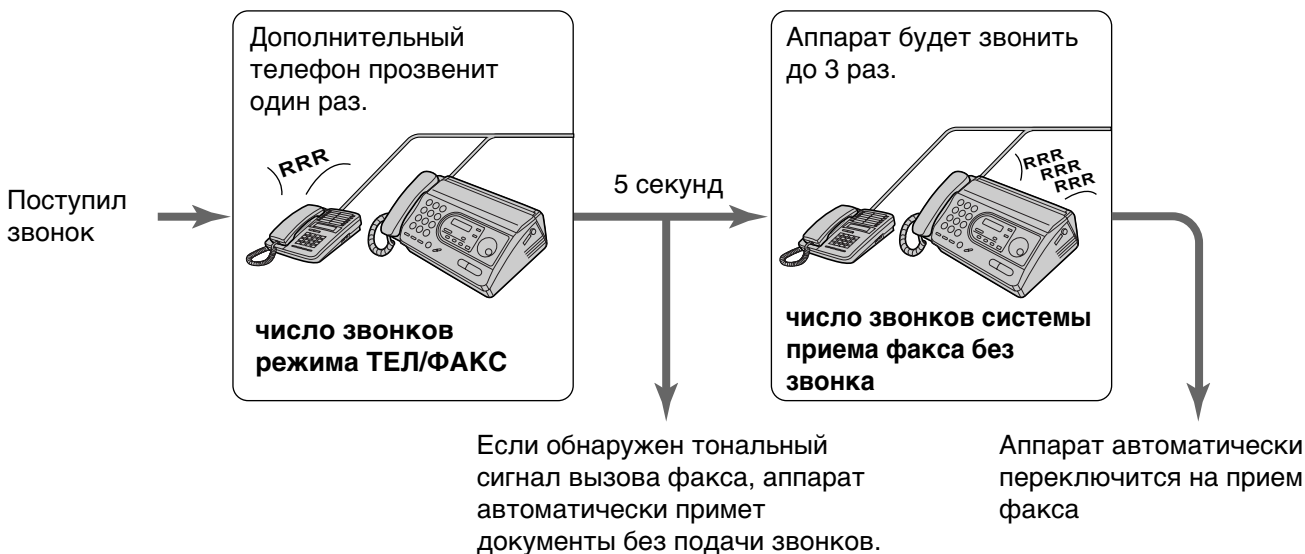 Поступил
звонок
Дополнительный
телефон прозвенит
один раз.
RRR
число звонков
режима ТЕЛ/ФАКС
5 секунд
Если обнаружен тональный
сигнал вызова факса, аппарат
автоматически примет
документы без подачи звонков.
Аппарат будет звонить
до 3 раз.
RRR
RRR
RRR
число звонков системы
приема факса без
звонка
Аппарат автоматически
переключится на прием
факса